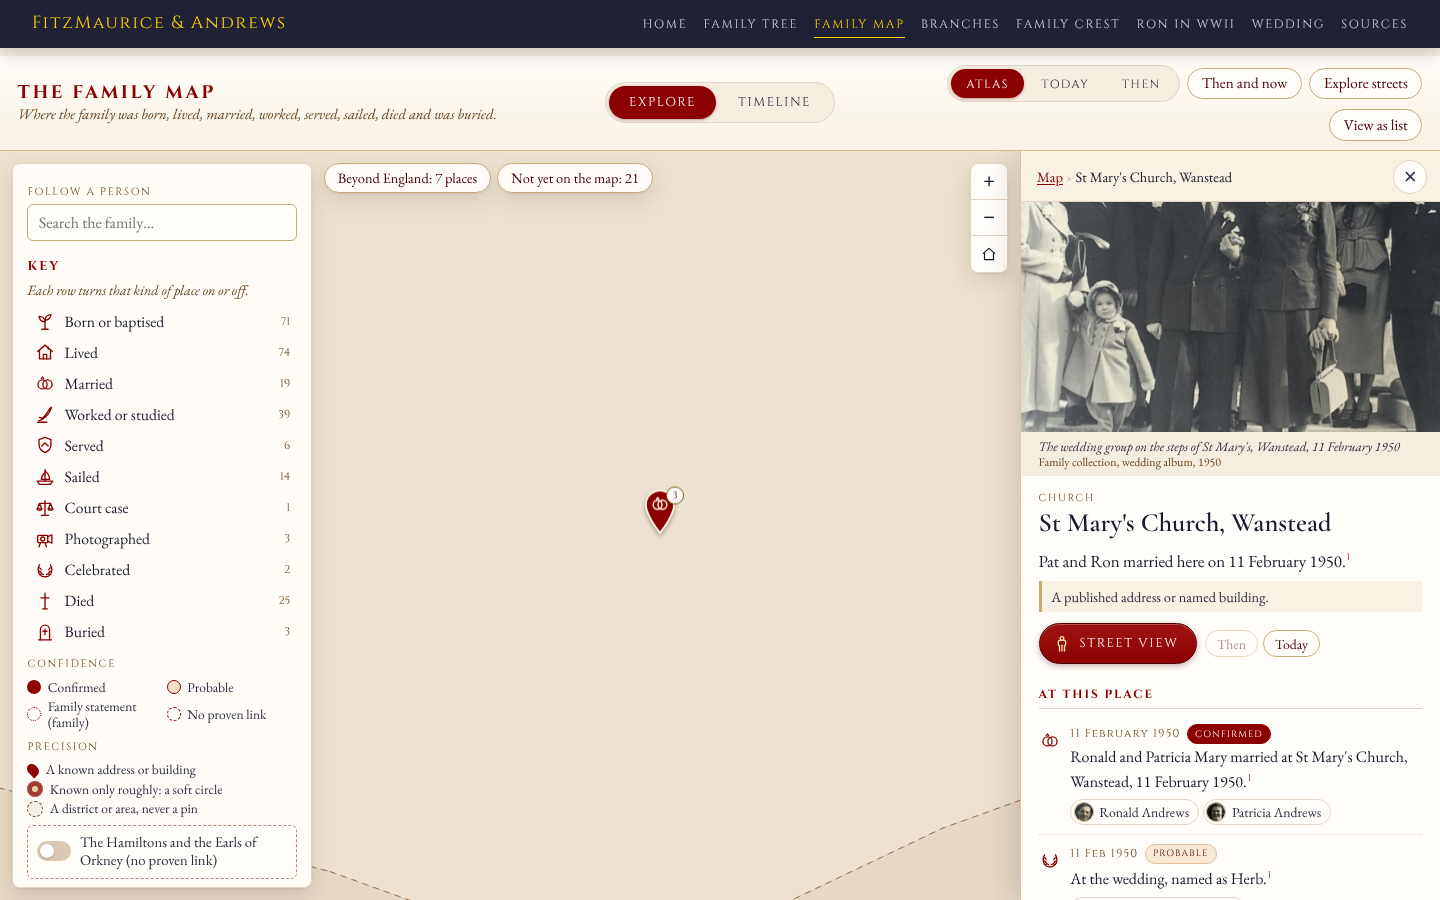 FitzMaurice & Andrews
HOME FAMILY TREE FAMILY MAP BRANCHES FAMILY CREST RON IN WWII WEDDING SOURCES
THE FAMILY MAP
Where the family was born, lived, married, worked, served, sailed, died and was buried.
EXPLORE TIMELINE
ATLAS TODAY THEN
Then and now
Explore streets
View as list
FOLLOW A PERSON
Search the family...
KEY
Each row turns that kind of place on or off.
Born or baptised 71
Lived 74
Married 19
Worked or studied 39
Served 6
Sailed 14
Court case 1
Photographed 3
Celebrated 2
Died 25
Buried 3
CONFIDENCE
Confirmed
Probable
Family statement
(family)
No proven link
PRECISION
A known address or building
Known only roughly: a soft circle
A district or area, never a pin
The Hamiltons and the Earls of
Orkney (no proven link)
Beyond England: 7 places
Not yet on the map: 21
+
−
3
Map › St Mary's Church, Wanstead
The wedding group on the steps of St Mary's, Wanstead, 11 February 1950
Family collection, wedding album, 1950
CHURCH
St Mary's Church, Wanstead
Pat and Ron married here on 11 February 1950.1
A published address or named building.
STREET VIEW
Then
Today
AT THIS PLACE
11 FEBRUARY 1950 CONFIRMED
Ronald and Patricia Mary married at St Mary's Church,
Wanstead, 11 February 1950.1
Ronald Andrews
Patricia Andrews
11 FEB 1950 PROBABLE
At the wedding, named as Herb.1